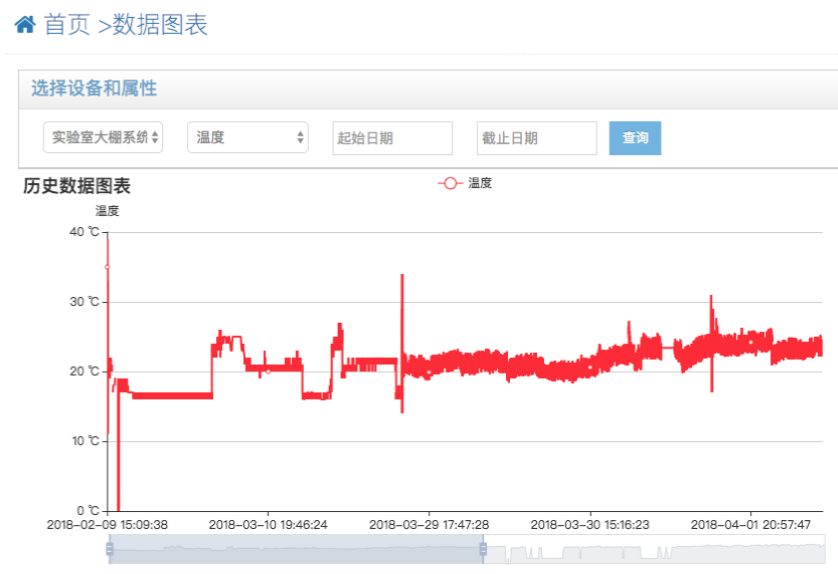 首页 >数据图表
选择设备和属性
实验室大棚系统 温度 起始日期 截止日期 查询
历史数据图表
温度
温度
40 ℃
30 ℃
20 ℃
10 ℃
0 ℃
2018-02-09 15:09:38 2018-03-10 19:46:24 2018-03-29 17:47:28 2018-03-30 15:16:23 2018-04-01 20:57:47